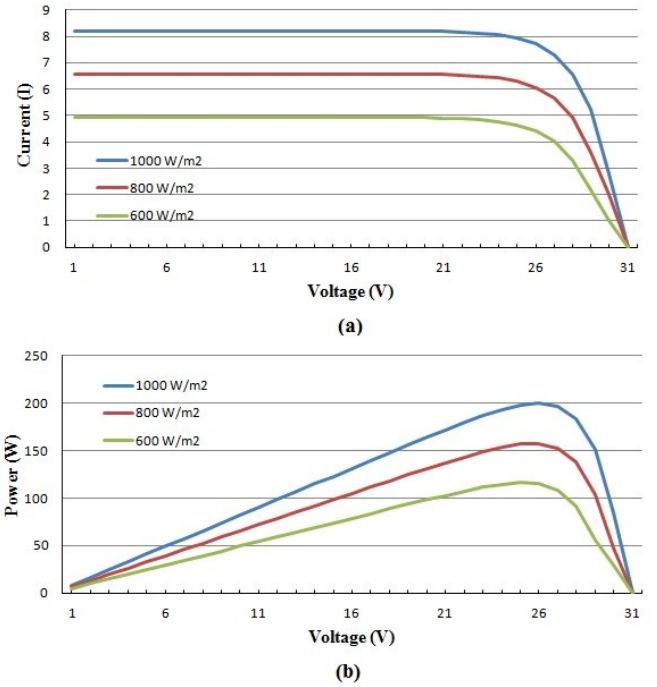 9
8
7
6
5
4
3
2
1
0
Current (I)
1000 W/m2
800 W/m2
600 W/m2
1 6 11 16 21 26 31
Voltage (V)
(a)
250
200
150
100
50
0
Power (W)
1000 W/m2
800 W/m2
600 W/m2
1 6 11 16 21 26 31
Voltage (V)
(b)